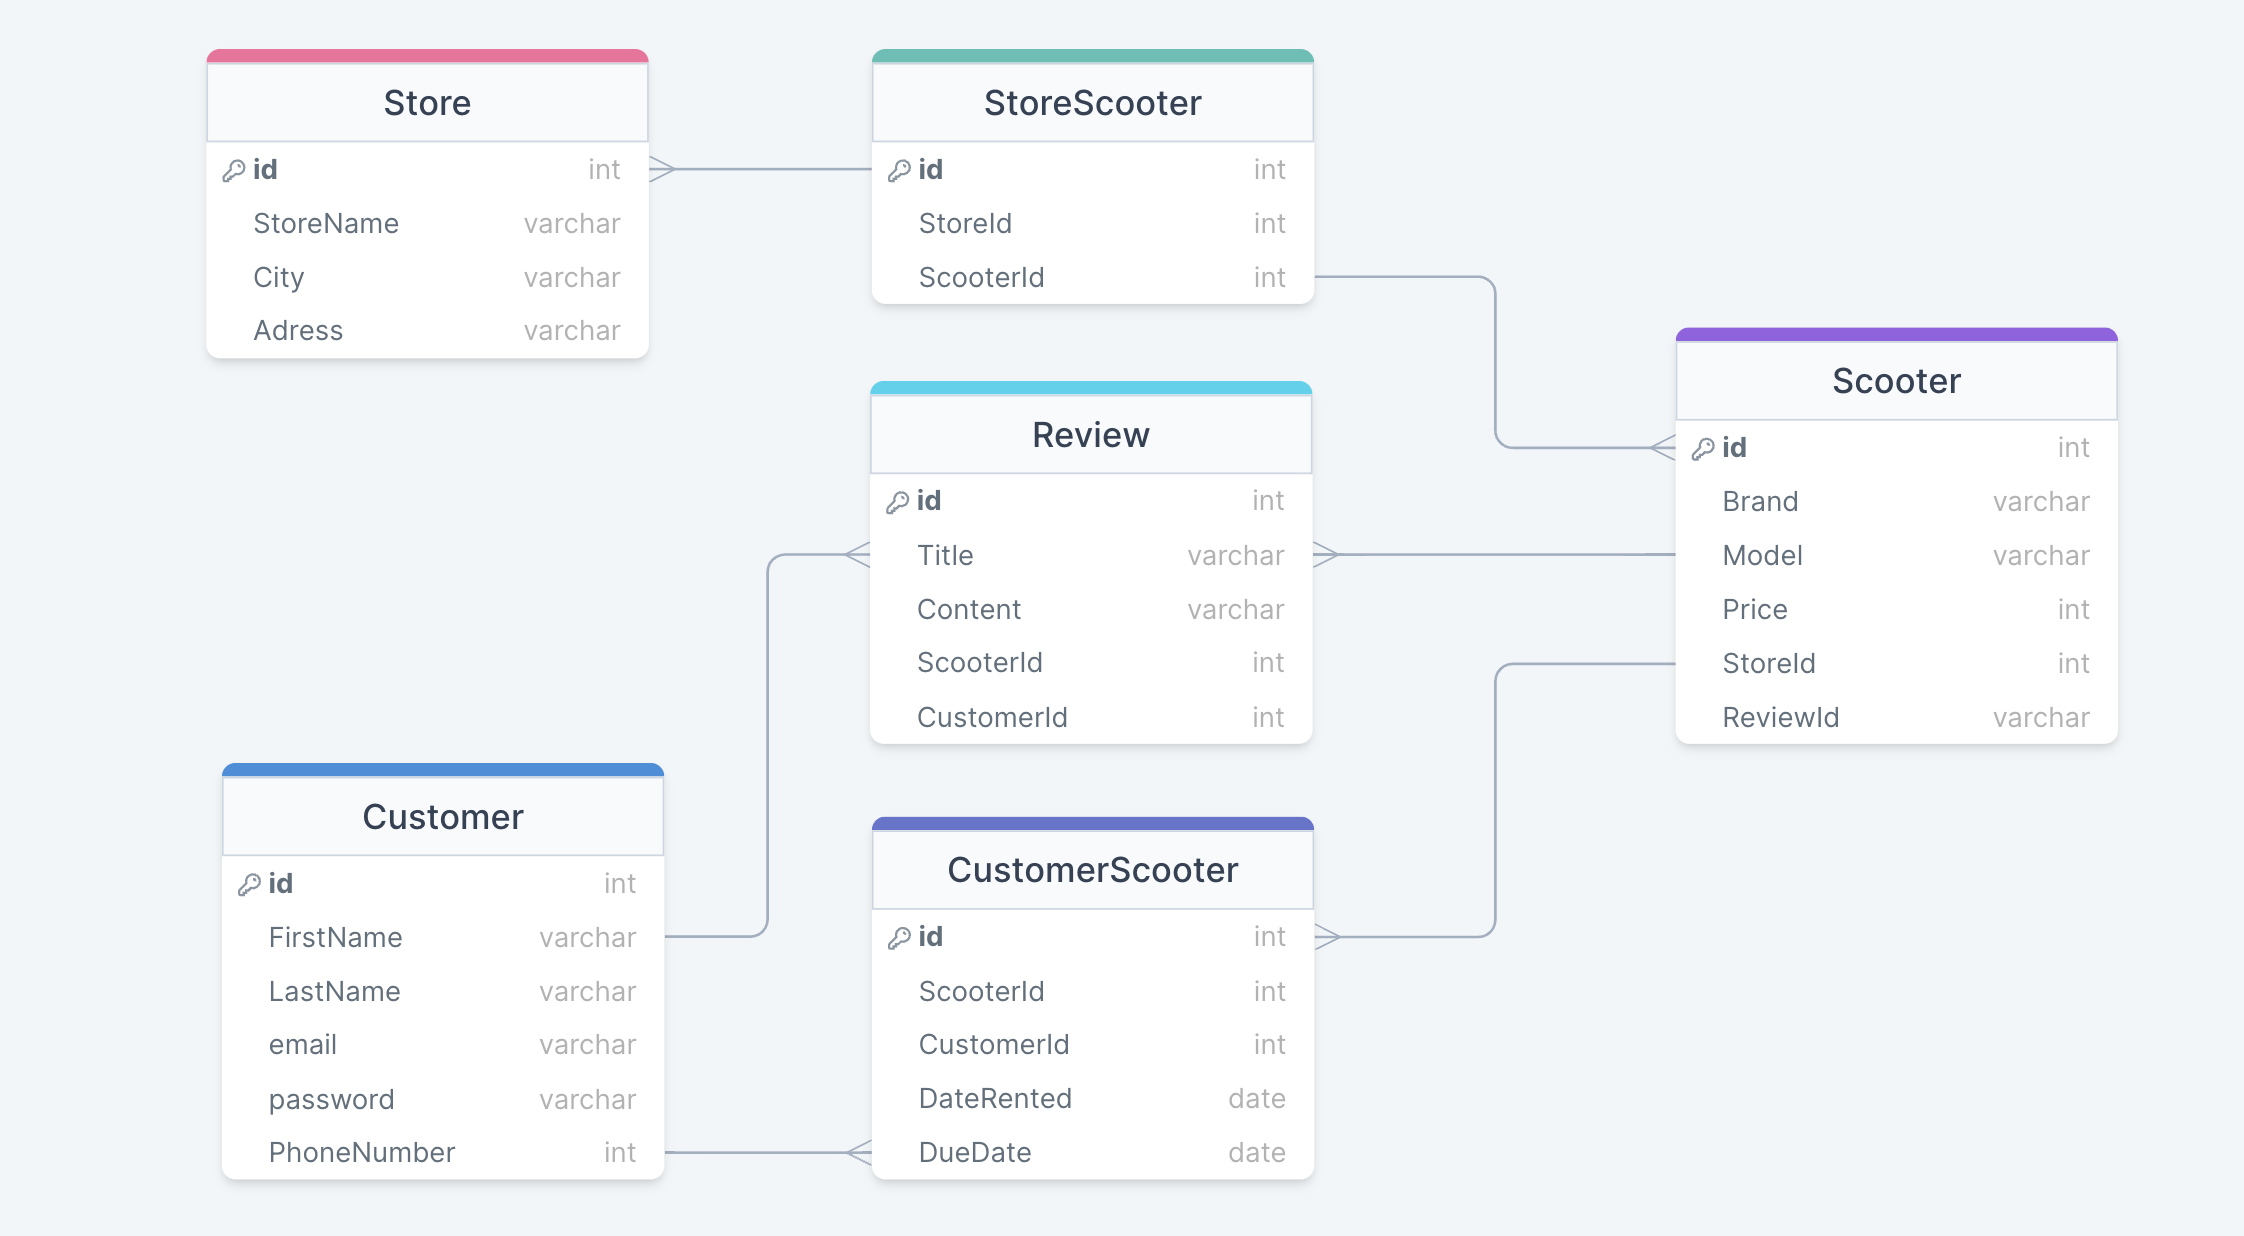 Store
id int
StoreName varchar
City varchar
Adress varchar
StoreScooter
id int
StoreId int
ScooterId int
Review
id int
Title varchar
Content varchar
ScooterId int
CustomerId int
Scooter
id int
Brand varchar
Model varchar
Price int
StoreId int
ReviewId varchar
Customer
id int
FirstName varchar
LastName varchar
email varchar
password varchar
PhoneNumber int
CustomerScooter
id int
ScooterId int
CustomerId int
DateRented date
DueDate date